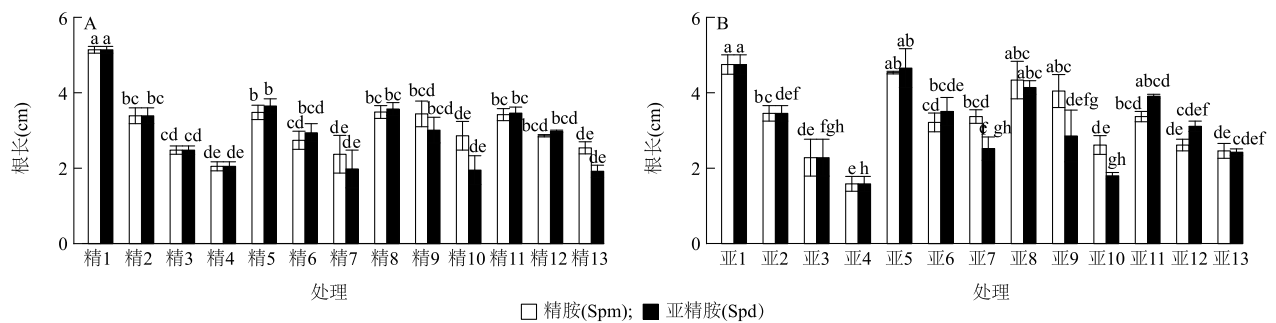 6 A
a a
bc bc
cd cd
de de
b b
cd bcd
de de
bc bc
bcd bcd
de de
bc bc
bcd bcd
de de
4
2
0
根长(cm)
精1 精2 精3 精4 精5 精6 精7 精8 精9 精10 精11 精12 精13
处理
6 B
a a
bc def
de fgh
e h
ab ab
cd bcde
bcd c gh
abc abc
abc defg
de gh
bcd abcd
de cdef
de cdef
4
2
0
根长(cm)
亚1 亚2 亚3 亚4 亚5 亚6 亚7 亚8 亚9 亚10 亚11 亚12 亚13
处理
精胺(Spm); 亚精胺(Spd)